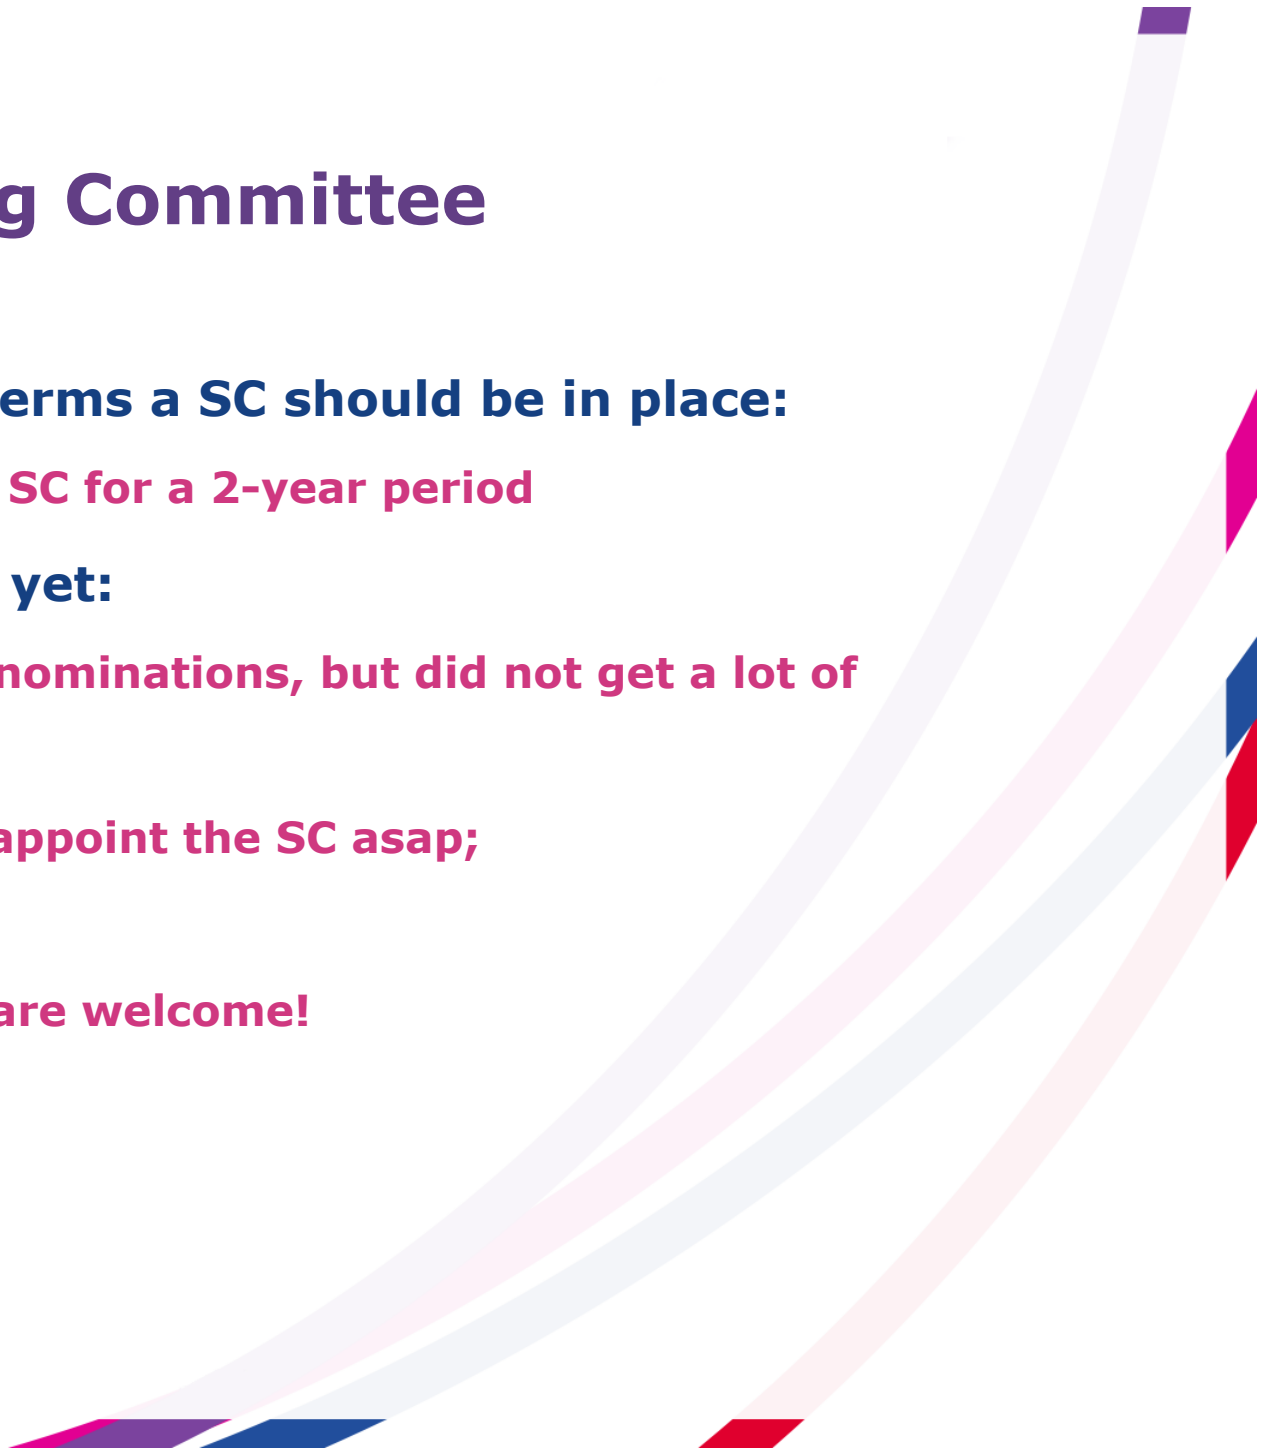 g Committee
erms a SC should be in place:
SC for a 2-year period
yet:
nominations, but did not get a lot of
appoint the SC asap;
are welcome!